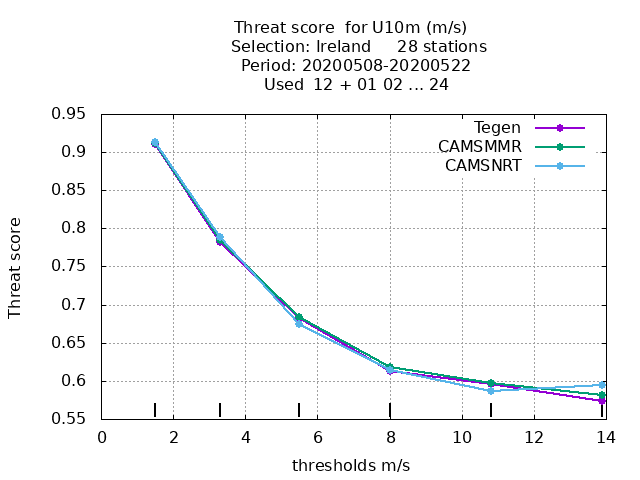 Threat score  for U10m (m/s)
Selection: Ireland     28 stations
Period: 20200508-20200522
Used  12 + 01 02 ... 24
Tegen
CAMSMMR
CAMSNRT
Threat score
0.95
0.9
0.85
0.8
0.75
0.7
0.65
0.6
0.55
0 2 4 6 8 10 12 14
thresholds m/s